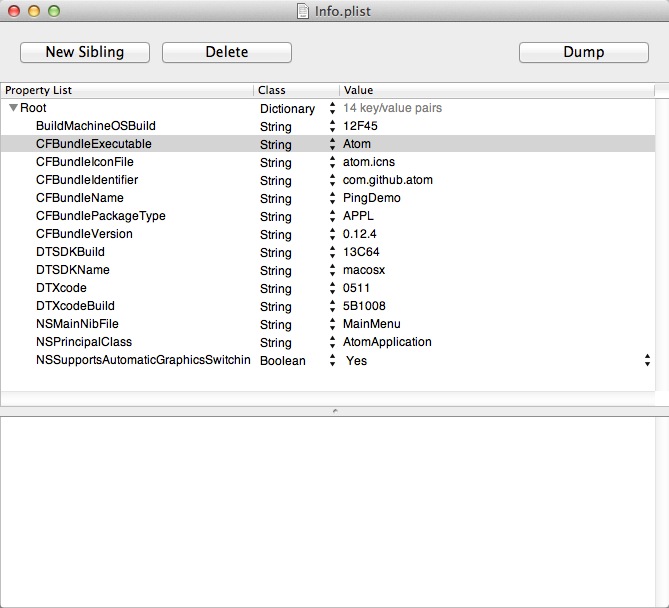 Info.plist
New Sibling Delete Dump
Property List Class Value
Root Dictionary 14 key/value pairs
BuildMachineOSBuild String 12F45
CFBundleExecutable String Atom
CFBundleIconFile String atom.icns
CFBundleIdentifier String com.github.atom
CFBundleName String PingDemo
CFBundlePackageType String APPL
CFBundleVersion String 0.12.4
DTSDKBuild String 13C64
DTSDKName String macosx
DTXcode String 0511
DTXcodeBuild String 5B1008
NSMainNibFile String MainMenu
NSPrincipalClass String AtomApplication
NSSupportsAutomaticGraphicsSwitchin Boolean Yes